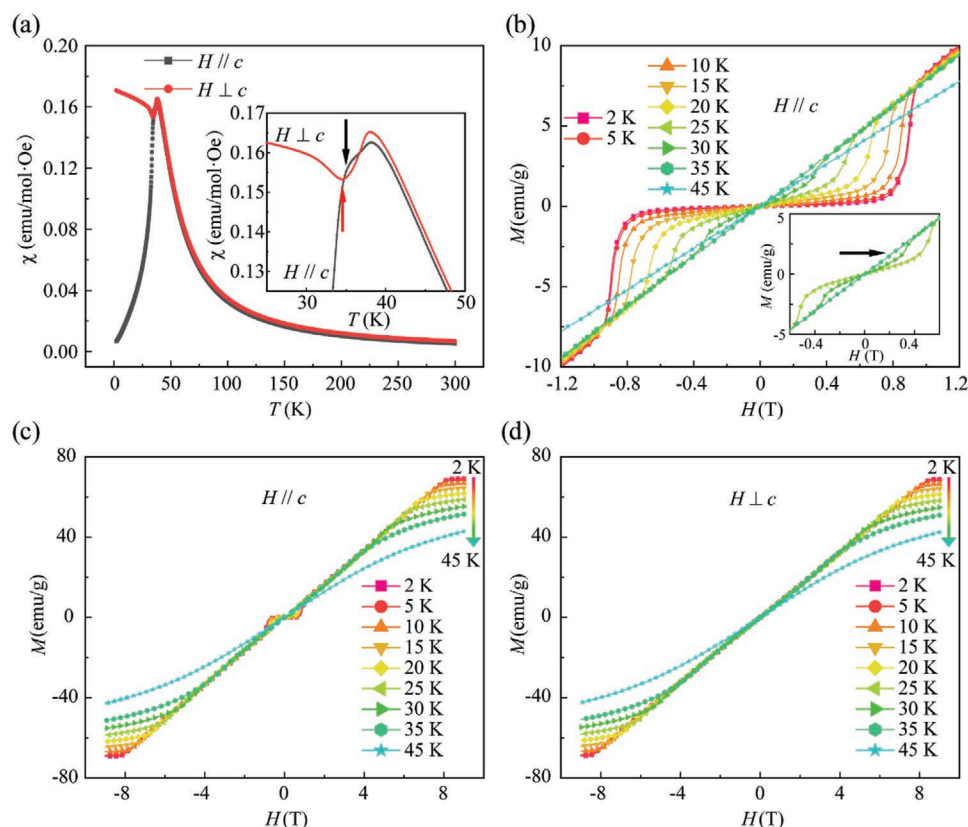 (a)
0.20
0.16
0.12
0.08
0.04
0.00
χ (emu/mol·Oe)
H // c
H ⊥ c
0 50 100 150 200 250 300
T (K)
0.17
0.16
0.15
0.14
0.13
χ (emu/mol·Oe)
H ⊥ c
H // c
30 40 50
T (K)
(b)
10
5
0
-5
-10
M(emu/g)
2 K
5 K
10 K
15 K
20 K
25 K
30 K
35 K
45 K
H // c
-1.2 -0.8 -0.4 0 0.4 0.8 1.2
H(T)
5
0
-5
M (emu/g)
-0.4 0 0.4
H (T)
(c)
80
40
0
-40
-80
M(emu/g)
H // c
2 K
45 K
2 K
5 K
10 K
15 K
20 K
25 K
30 K
35 K
45 K
-8 -4 0 4 8
H(T)
(d)
80
40
0
-40
-80
M(emu/g)
H ⊥ c
2 K
45 K
2 K
5 K
10 K
15 K
20 K
25 K
30 K
35 K
45 K
-8 -4 0 4 8
H(T)